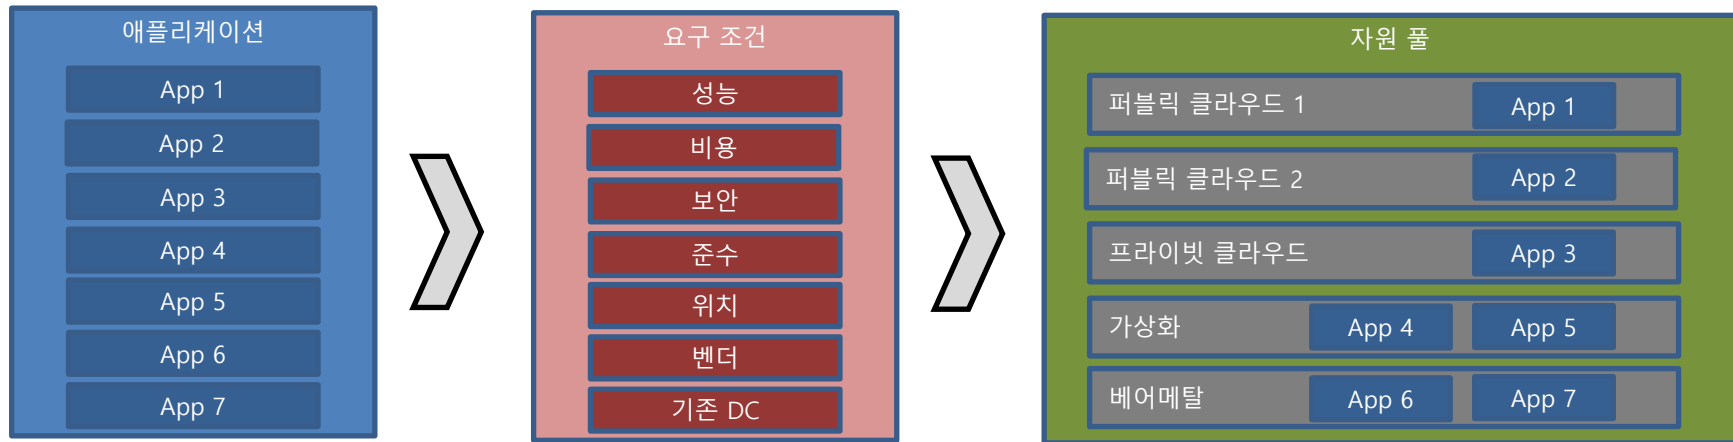 애플리케이션
App 1
App 2
App 3
App 4
App 5
App 6
App 7
요구 조건
성능
비용
보안
준수
위치
벤더
기존 DC
자원 풀
퍼블릭 클라우드 1 App 1
퍼블릭 클라우드 2 App 2
프라이빗 클라우드 App 3
가상화 App 4 App 5
베어메탈 App 6 App 7